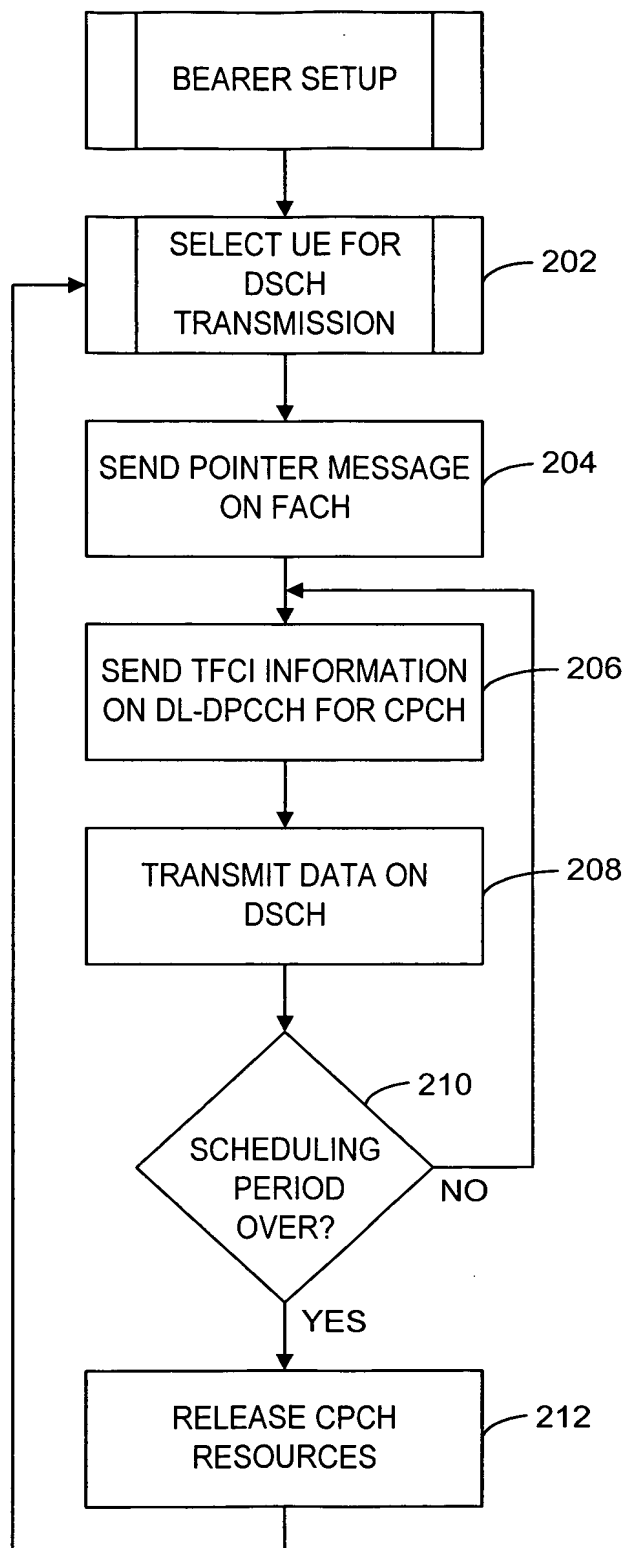 BEARER SETUP
SELECT UE FOR
DSCH
TRANSMISSION
202
SEND POINTER MESSAGE
ON FACH
204
SEND TFCI INFORMATION
ON DL-DPCCH FOR CPCH
206
TRANSMIT DATA ON
DSCH
208
210
SCHEDULING
PERIOD
OVER?
NO
YES
RELEASE CPCH
RESOURCES
212